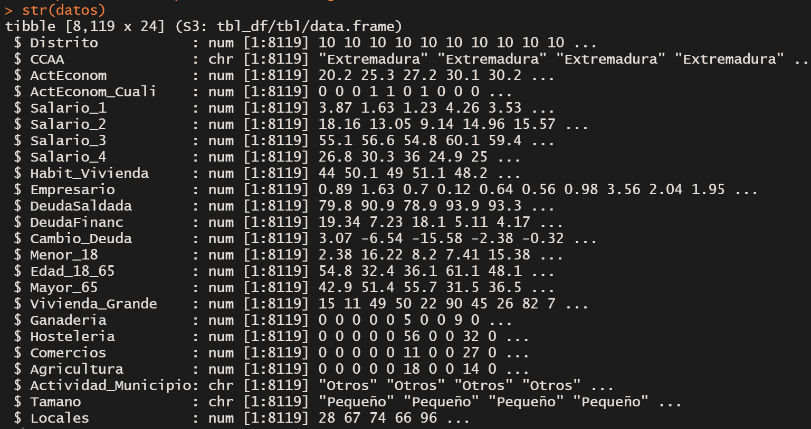 > str(datos)
tibble [8,119 x 24] (S3: tbl_df/tbl/data.frame)
 $ Distrito            : num [1:8119] 10 10 10 10 10 10 10 10 10 10 ...
 $ CCAA                : chr [1:8119] "Extremadura" "Extremadura" "Extremadura" "Extremadura" ..
 $ ActEconom           : num [1:8119] 20.2 25.3 27.2 30.1 30.2 ...
 $ ActEconom_Cuali     : num [1:8119] 0 0 0 1 1 0 1 0 0 0 ...
 $ Salario_1           : num [1:8119] 3.87 1.63 1.23 4.26 3.53 ...
 $ Salario_2           : num [1:8119] 18.16 13.05 9.14 14.96 15.57 ...
 $ Salario_3           : num [1:8119] 55.1 56.6 54.8 60.1 59.4 ...
 $ Salario_4           : num [1:8119] 26.8 30.3 36 24.9 25 ...
 $ Habit_Vivienda      : num [1:8119] 44 50.1 49 51.1 48.2 ...
 $ Empresario          : num [1:8119] 0.89 1.63 0.7 0.12 0.64 0.56 0.98 3.56 2.04 1.95 ...
 $ DeudaSaldada        : num [1:8119] 79.8 90.9 78.9 93.9 93.3 ...
 $ DeudaFinanc         : num [1:8119] 19.34 7.23 18.1 5.11 4.17 ...
 $ Cambio_Deuda        : num [1:8119] 3.07 -6.54 -15.58 -2.38 -0.32 ...
 $ Menor_18            : num [1:8119] 2.38 16.22 8.2 7.41 15.38 ...
 $ Edad_18_65          : num [1:8119] 54.8 32.4 36.1 61.1 48.1 ...
 $ Mayor_65            : num [1:8119] 42.9 51.4 55.7 31.5 36.5 ...
 $ Vivienda_Grande     : num [1:8119] 15 11 49 50 22 90 45 26 82 7 ...
 $ Ganaderia           : num [1:8119] 0 0 0 0 0 5 0 0 9 0 ...
 $ Hosteleria          : num [1:8119] 0 0 0 0 0 56 0 0 32 0 ...
 $ Comercios           : num [1:8119] 0 0 0 0 0 11 0 0 27 0 ...
 $ Agricultura         : num [1:8119] 0 0 0 0 0 18 0 0 14 0 ...
 $ Actividad_Municipio: chr [1:8119] "Otros" "Otros" "Otros" "Otros" ...
 $ Tamano              : chr [1:8119] "Pequeño" "Pequeño" "Pequeño" "Pequeño" ...
 $ Locales             : num [1:8119] 28 67 74 66 96 ...